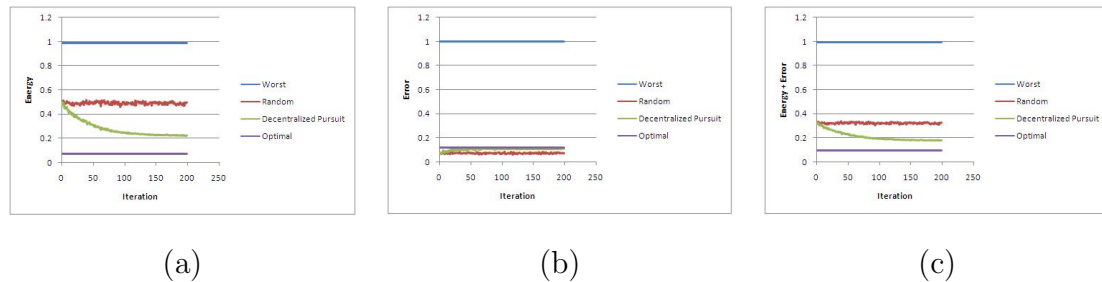 1.2
1
0.8
0.6
0.4
0.2
0
Energy
0 50 100 150 200 250
Iteration
Worst
Random
Decentralized Pursuit
Optimal
(a)
1.2
1
0.8
0.6
0.4
0.2
0
Error
0 50 100 150 200 250
Iteration
Worst
Random
Decentralized Pursuit
Optimal
(b)
1.2
1
0.8
0.6
0.4
0.2
0
Energy +Error
0 50 100 150 200 250
Iteration
Worst
Random
Decentralized Pursuit
Optimal
(c)